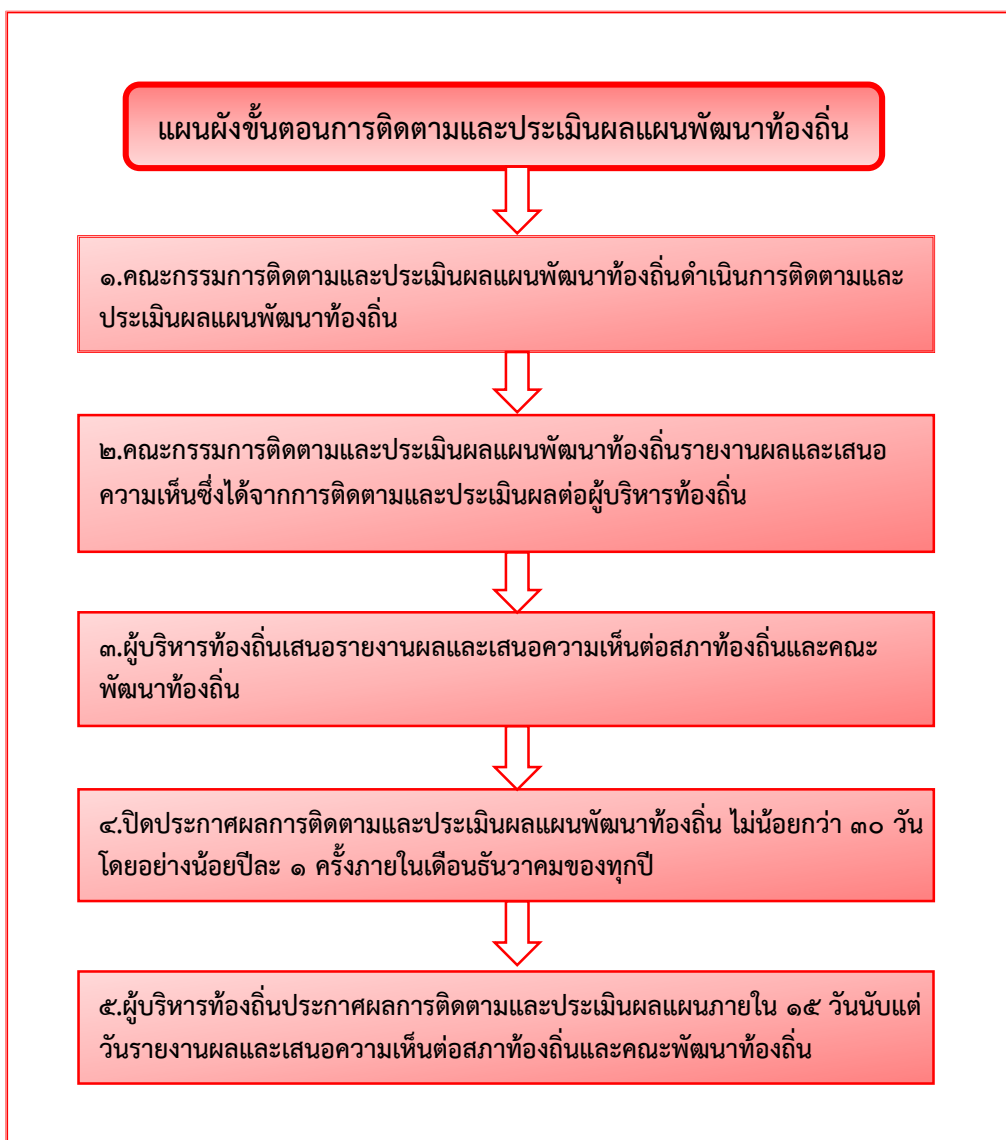 แผนผังขั้นตอนการติดตามและประเมินผลแผนพัฒนาท้องถิ่น
๑.คณะกรรมการติดตามและประเมินผลแผนพัฒนาท้องถิ่นดำเนินการติดตามและ
ประเมินผลแผนพัฒนาท้องถิ่น
๒.คณะกรรมการติดตามและประเมินผลแผนพัฒนาท้องถิ่นรายงานผลและเสนอ
ความเห็นซึ่งได้จากการติดตามและประเมินผลต่อผู้บริหารท้องถิ่น
๓.ผู้บริหารท้องถิ่นเสนอรายงานผลและเสนอความเห็นต่อสภาท้องถิ่นและคณะ
พัฒนาท้องถิ่น
๔.ปิดประกาศผลการติดตามและประเมินผลแผนพัฒนาท้องถิ่น ไม่น้อยกว่า ๓๐ วัน
โดยอย่างน้อยปีละ ๑ ครั้งภายในเดือนธันวาคมของทุกปี
๕.ผู้บริหารท้องถิ่นประกาศผลการติดตามและประเมินผลแผนภายใน ๑๕ วันนับแต่
วันรายงานผลและเสนอความเห็นต่อสภาท้องถิ่นและคณะพัฒนาท้องถิ่น